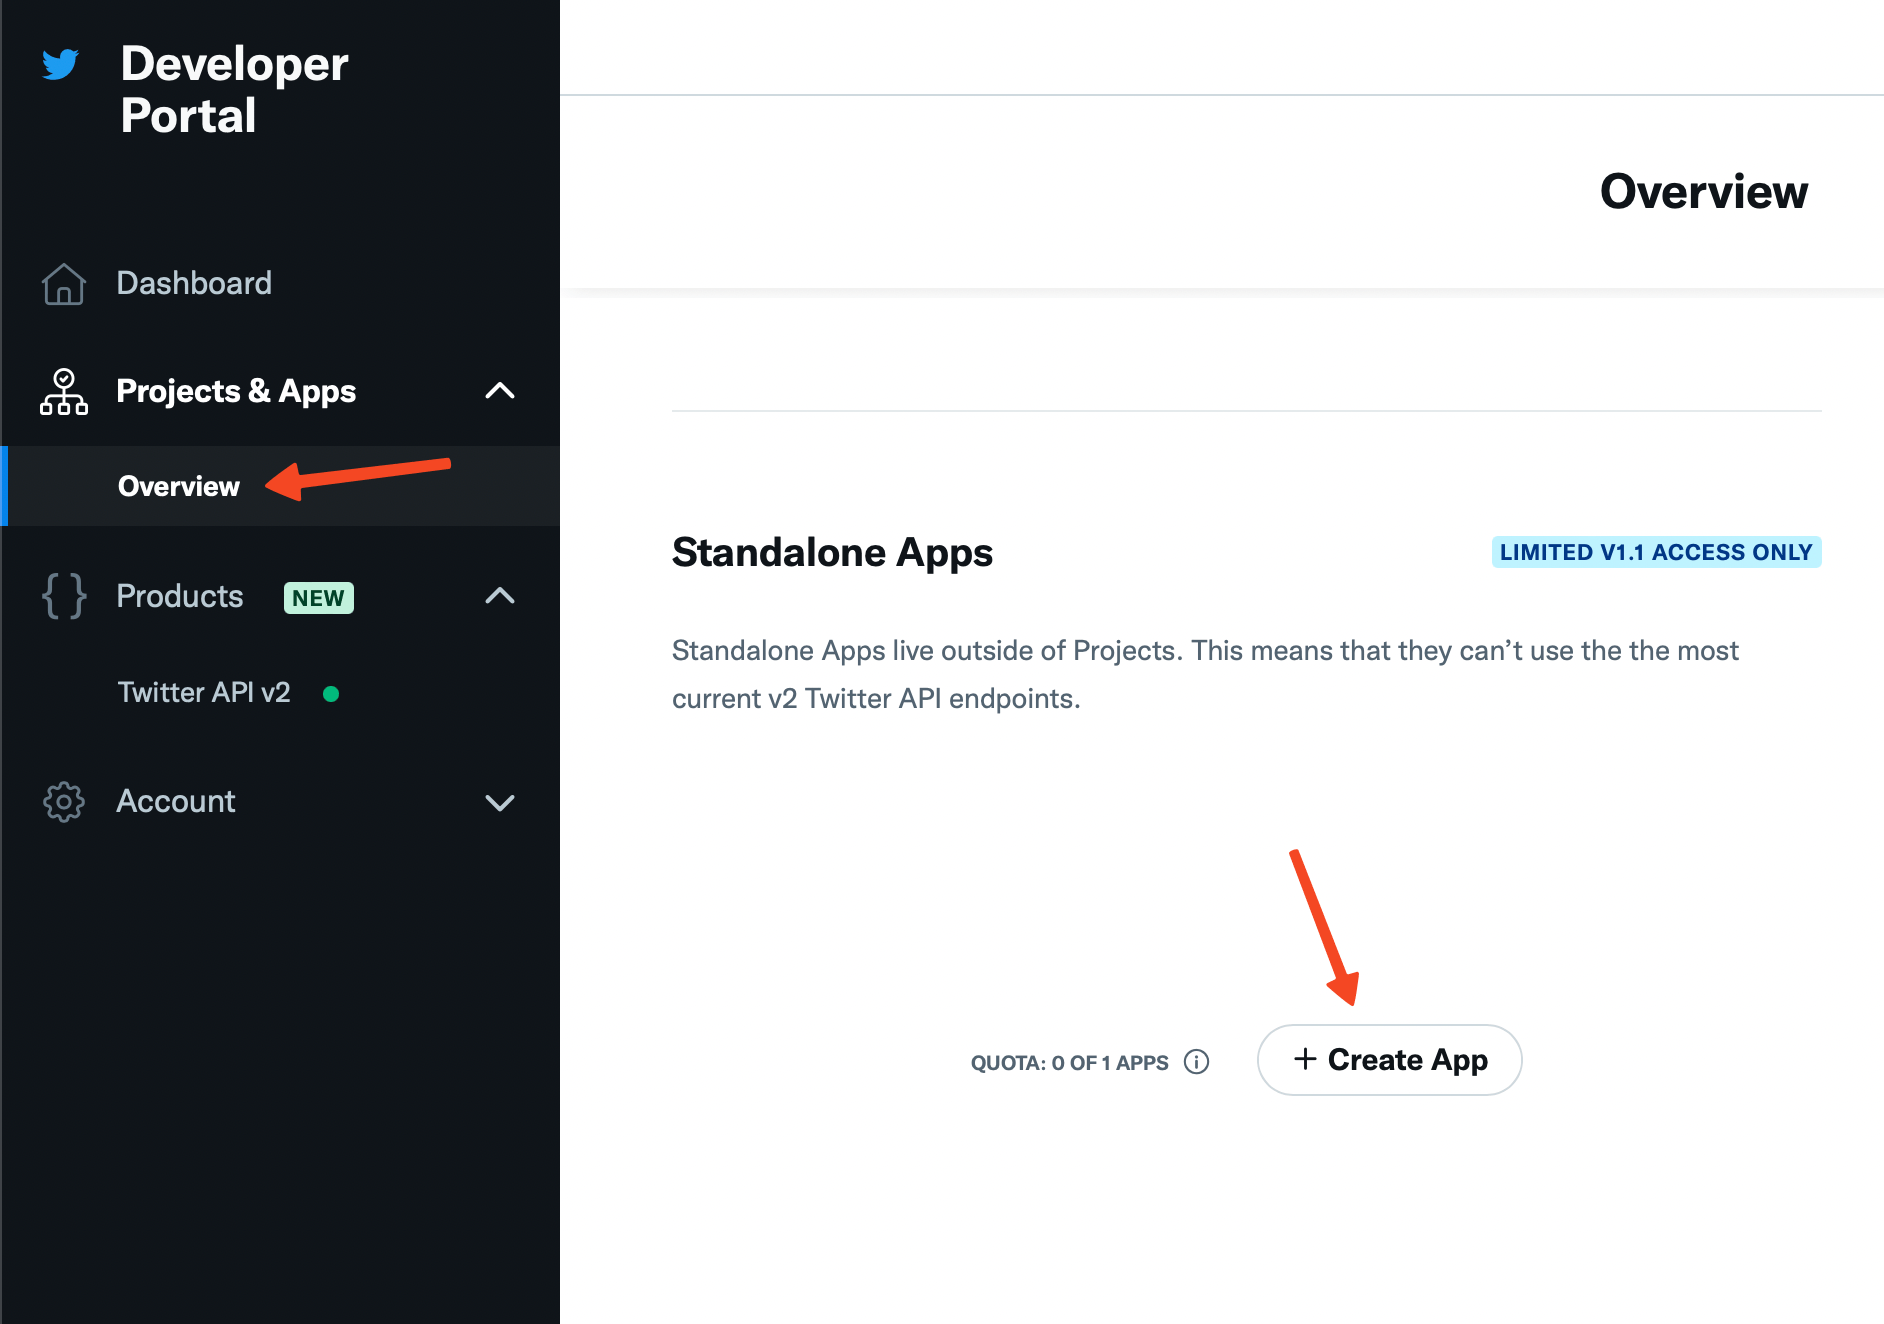 Developer
Portal
Dashboard
Projects & Apps
Overview
Products NEW
Twitter API v2
Account
Overview
Standalone Apps
LIMITED V1.1 ACCESS ONLY
Standalone Apps live outside of Projects. This means that they can’t use the the most
current v2 Twitter API endpoints.
QUOTA: 0 OF 1 APPS
+ Create App